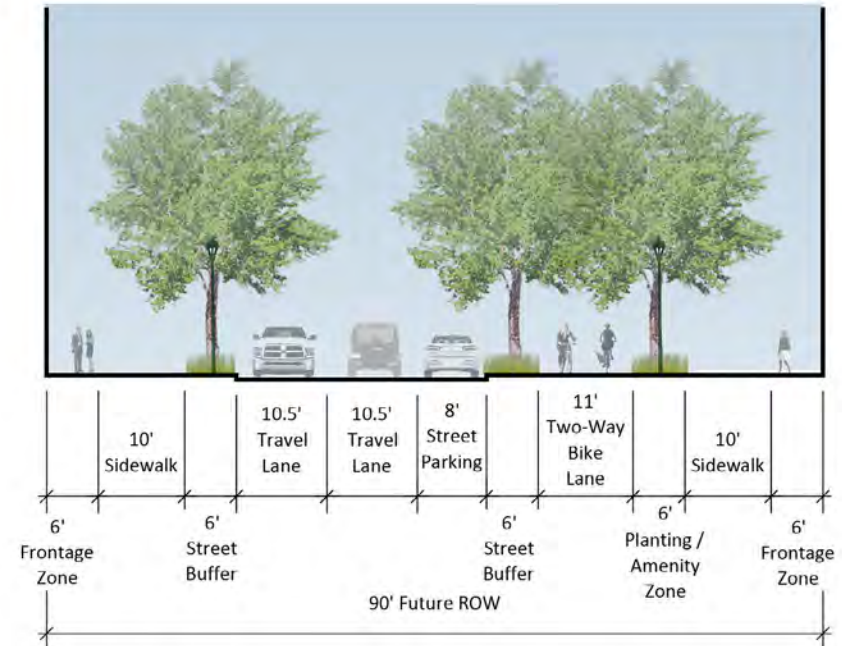 10'
Sidewalk
10.5'
Travel
Lane
10.5'
Travel
Lane
8'
Street
Parking
11'
Two-Way
Bike
Lane
10'
Sidewalk
6'
Frontage
Zone
6'
Street
Buffer
6'
Street
Buffer
6'
Planting /
Amenity
Zone
6'
Frontage
Zone
90' Future ROW